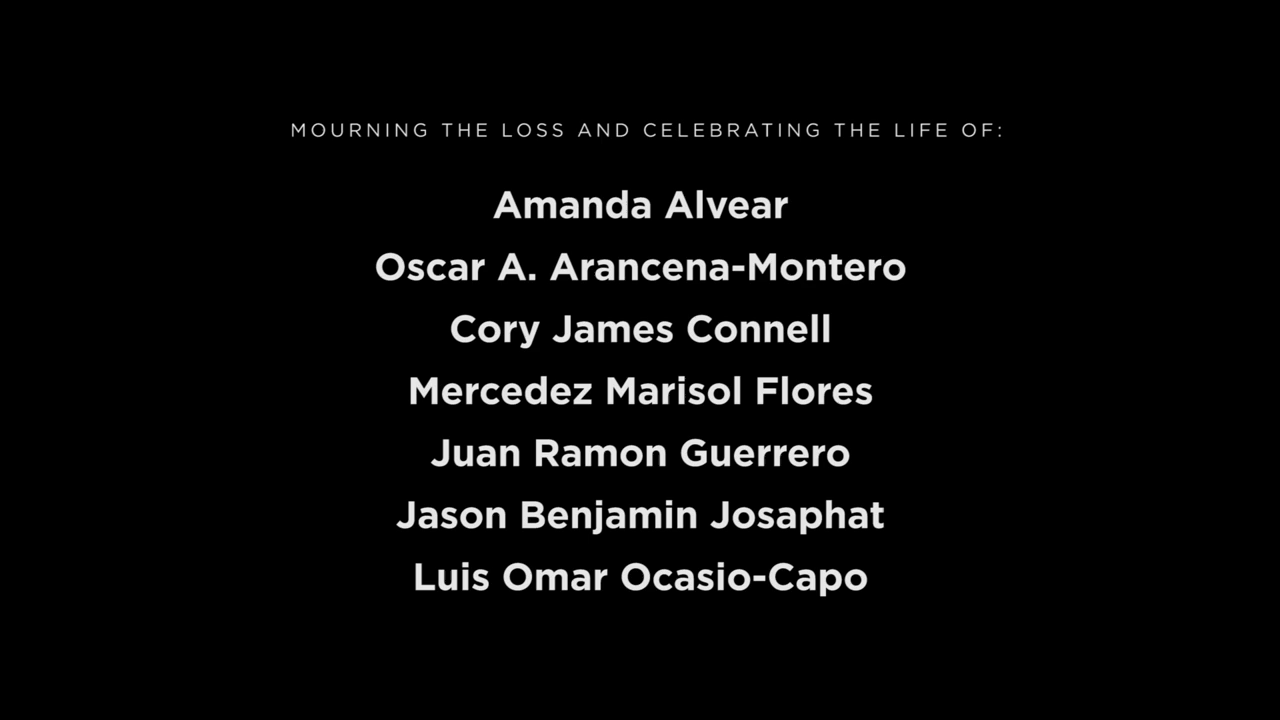 MOURNING THE LOSS AND CELEBRATING THE LIFE OF:
Amanda Alvear
Oscar A. Arancena-Montero
Cory James Connell
Mercedez Marisol Flores
Juan Ramon Guerrero
Jason Benjamin Josaphat
Luis Omar Ocasio-Capo